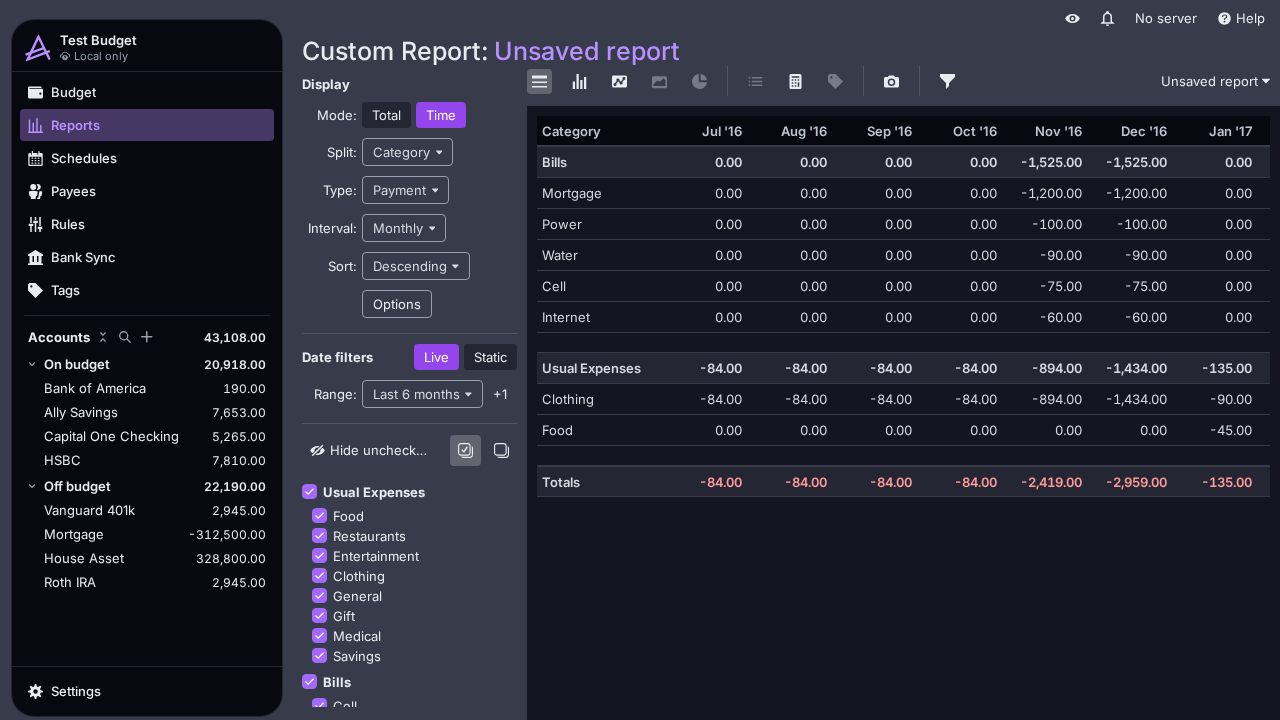 No server
Help
Test Budget
Local only
Budget
Reports
Schedules
Payees
Rules
Bank Sync
Tags
Accounts 43,108.00
On budget 20,918.00
Bank of America 190.00
Ally Savings 7,653.00
Capital One Checking 5,265.00
HSBC 7,810.00
Off budget 22,190.00
Vanguard 401k 2,945.00
Mortgage -312,500.00
House Asset 328,800.00
Roth IRA 2,945.00
Settings
Custom Report: Unsaved report
Display
Mode: Total Time
Split: Category
Type: Payment
Interval: Monthly
Sort: Descending
Options
Date filters Live Static
Range: Last 6 months +1
Hide uncheck...
Usual Expenses
Food
Restaurants
Entertainment
Clothing
General
Gift
Medical
Savings
Bills
Cell
Unsaved report
Category Jul '16 Aug '16 Sep '16 Oct '16 Nov '16 Dec '16 Jan '17
Bills 0.00 0.00 0.00 0.00 -1,525.00 -1,525.00 0.00
Mortgage 0.00 0.00 0.00 0.00 -1,200.00 -1,200.00 0.00
Power 0.00 0.00 0.00 0.00 -100.00 -100.00 0.00
Water 0.00 0.00 0.00 0.00 -90.00 -90.00 0.00
Cell 0.00 0.00 0.00 0.00 -75.00 -75.00 0.00
Internet 0.00 0.00 0.00 0.00 -60.00 -60.00 0.00
Usual Expenses -84.00 -84.00 -84.00 -84.00 -894.00 -1,434.00 -135.00
Clothing -84.00 -84.00 -84.00 -84.00 -894.00 -1,434.00 -90.00
Food 0.00 0.00 0.00 0.00 0.00 0.00 -45.00
Totals -84.00 -84.00 -84.00 -84.00 -2,419.00 -2,959.00 -135.00